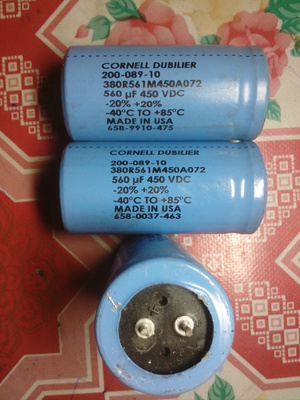 CORNELL DUBILIER
200-089-10
380R561M450A072
560 µF 450 VDC
-20% +20%
-40°C TO +85°C
MADE IN USA
658-9910-475
CORNELL DUBILIER
200-089-10
380R561M450A072
560 µF 450 VDC
-20% +20%
-40°C TO +85°C
MADE IN USA
658-0037-463